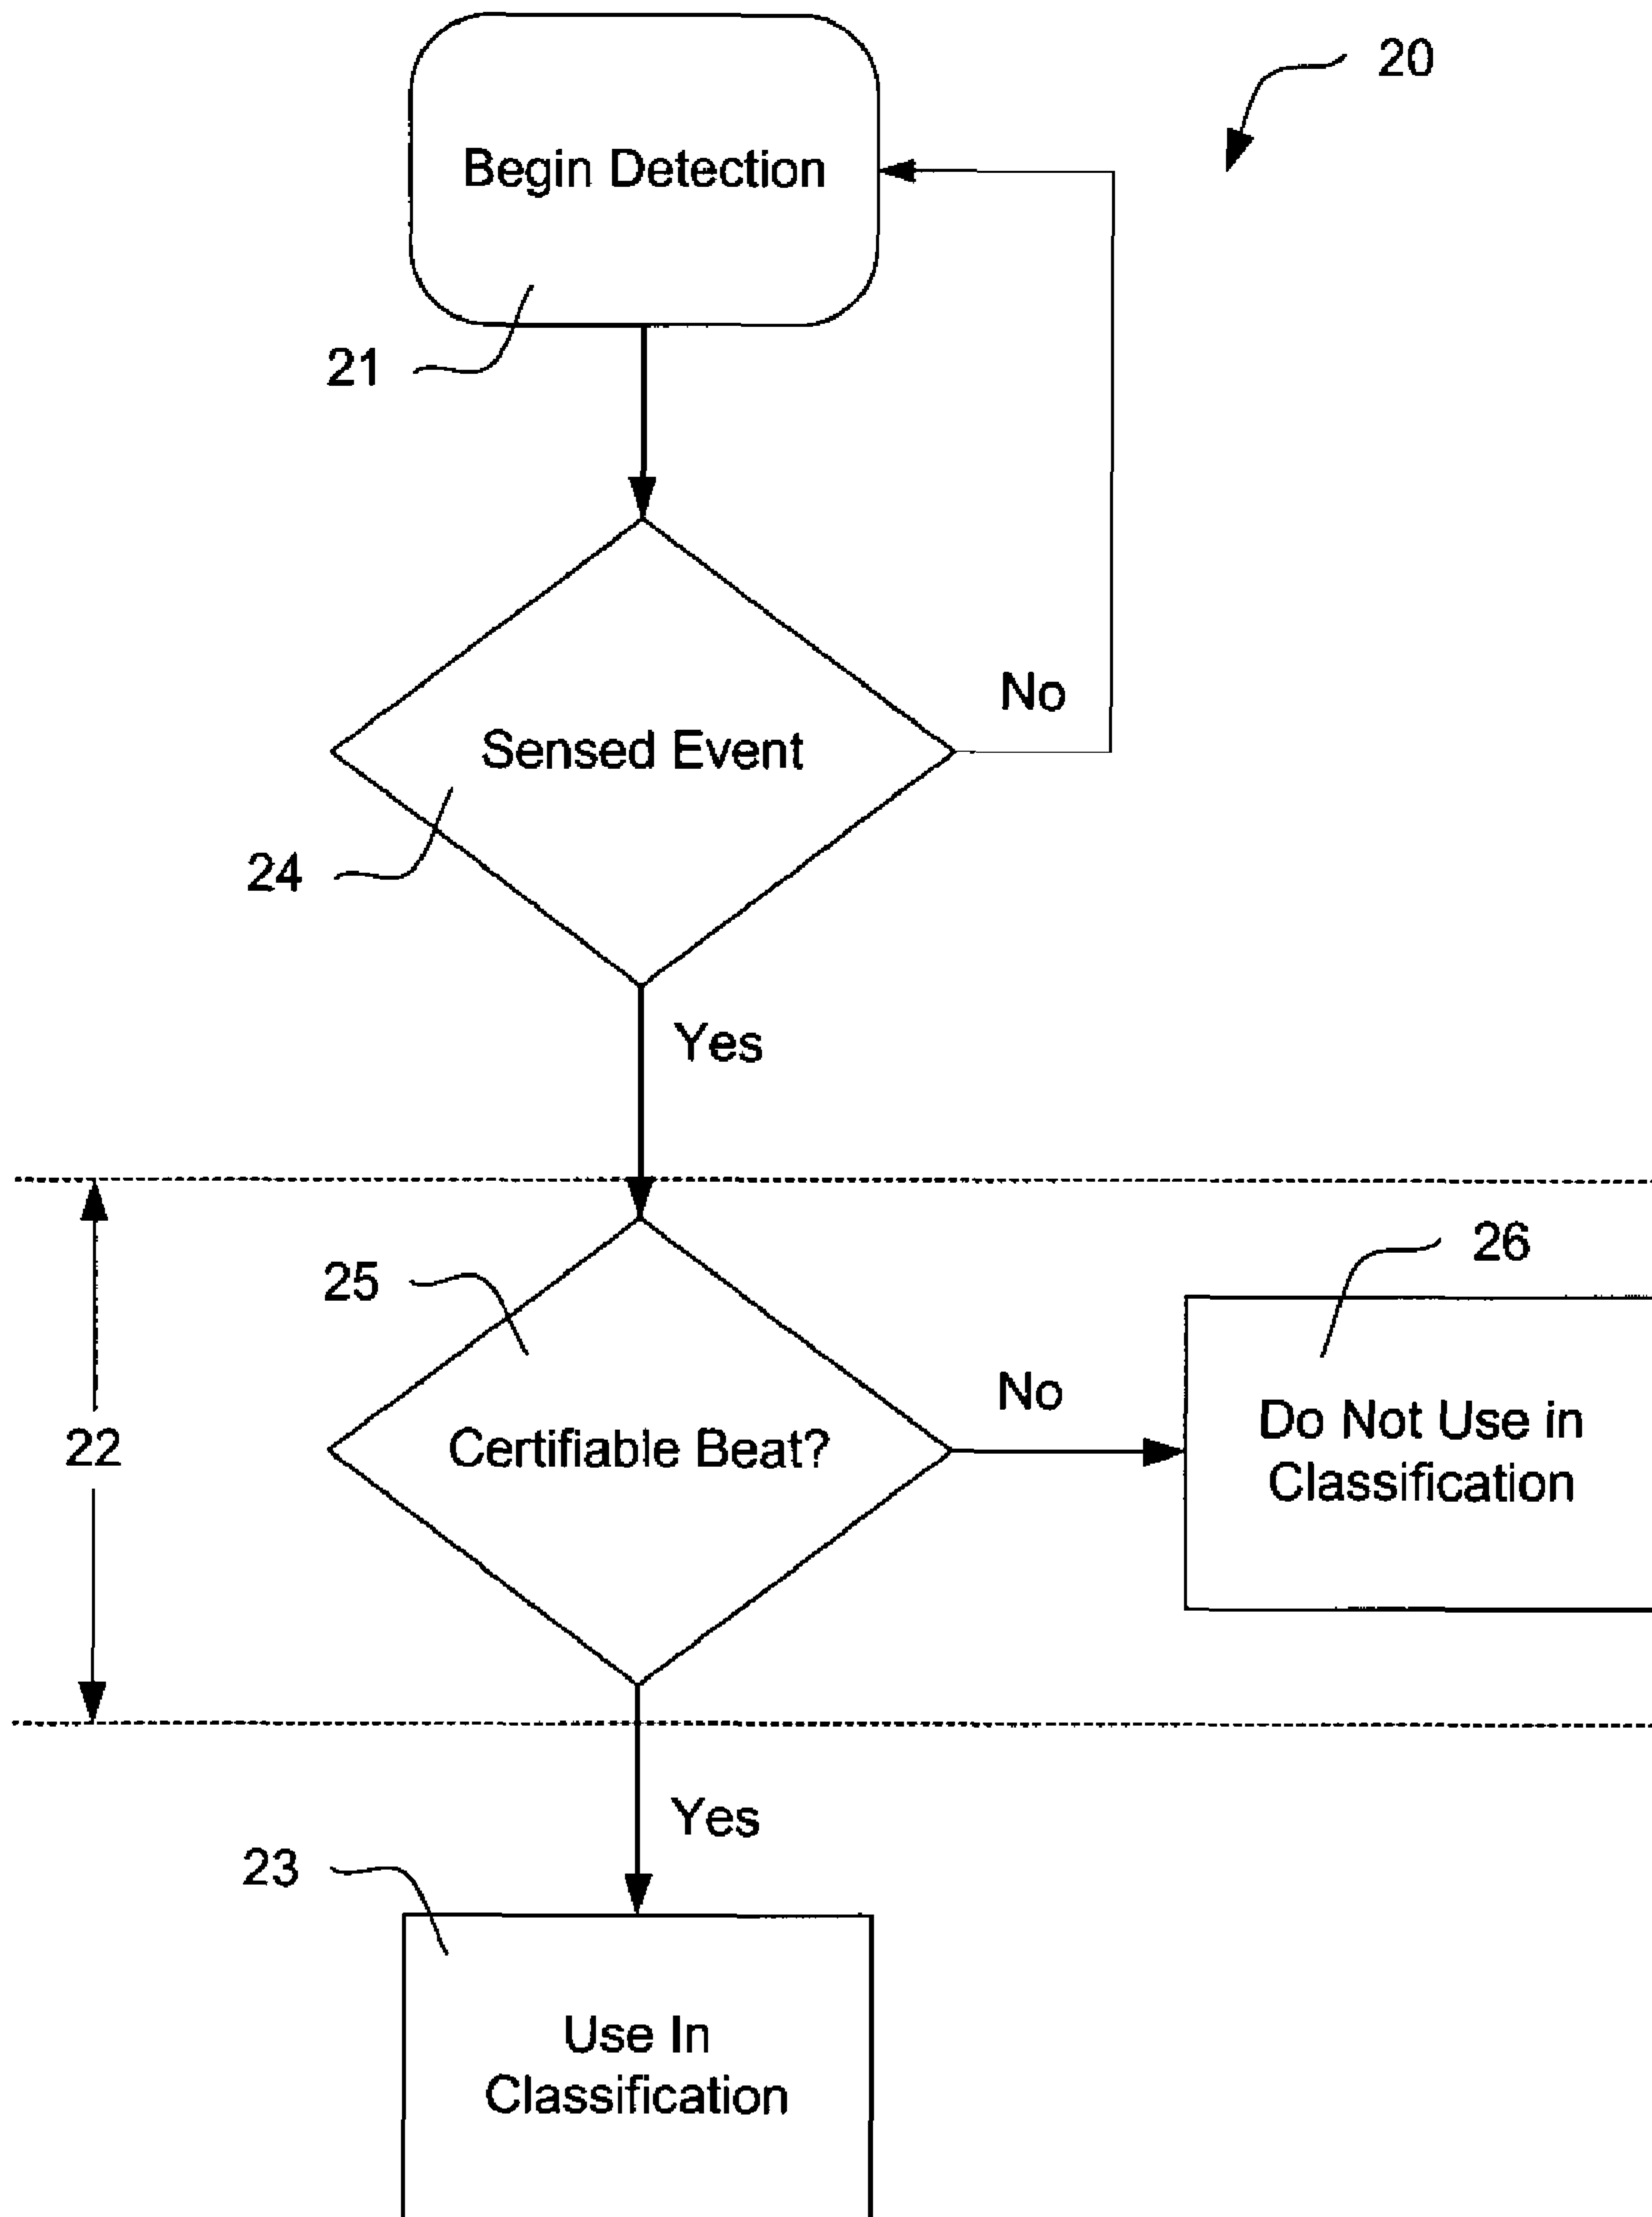 20
Begin Detection
21
No
Sensed Event
24
Yes
26
25
No
Do Not Use in
Classification
22
Certifiable Beat?
Yes
23
Use In
Classification